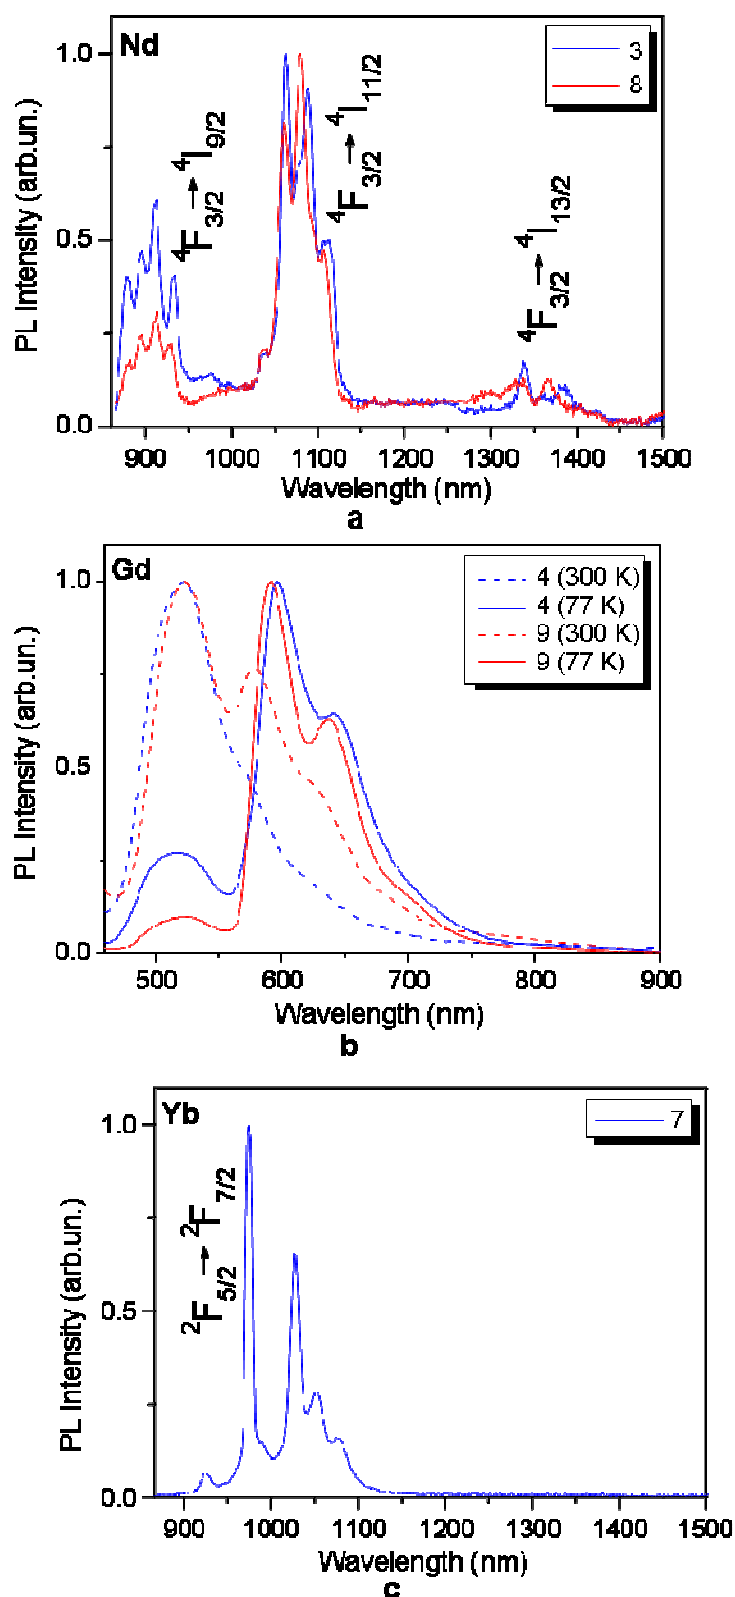 Nd
3
8
⁴F₃/₂→⁴I₉/₂
⁴F₃/₂→⁴I₁₁/₂
⁴F₃/₂→⁴I₁₃/₂
PL Intensity (arb.un.)
1.0
0.5
0.0
900 1000 1100 1200 1300 1400 1500
Wavelength (nm)
a
Gd
4 (300 K)
4 (77 K)
9 (300 K)
9 (77 K)
PL Intensity (arb.un.)
1.0
0.5
0.0
500 600 700 800 900
Wavelength (nm)
b
Yb
7
²F₅/₂→²F₇/₂
PL Intensity (arb.un.)
1.0
0.5
0.0
900 1000 1100 1200 1300 1400 1500
Wavelength (nm)
c